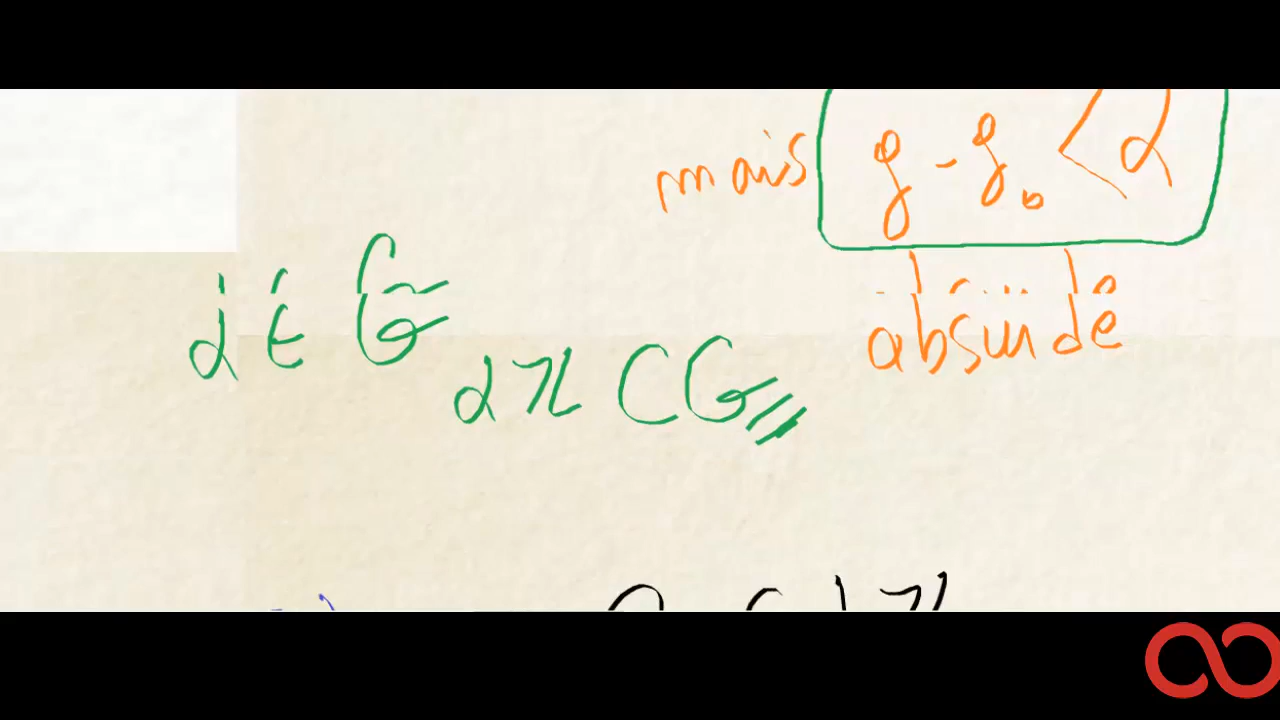 mais g - g₀ < α
absurde
α ∈ G
αℤ ⊂ G